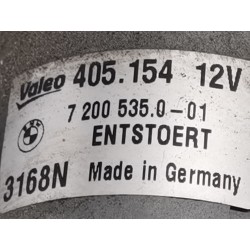 Valeo 405.154 12V
7 200 535.0-01
ENTSTOERT
3168N Made in Germany